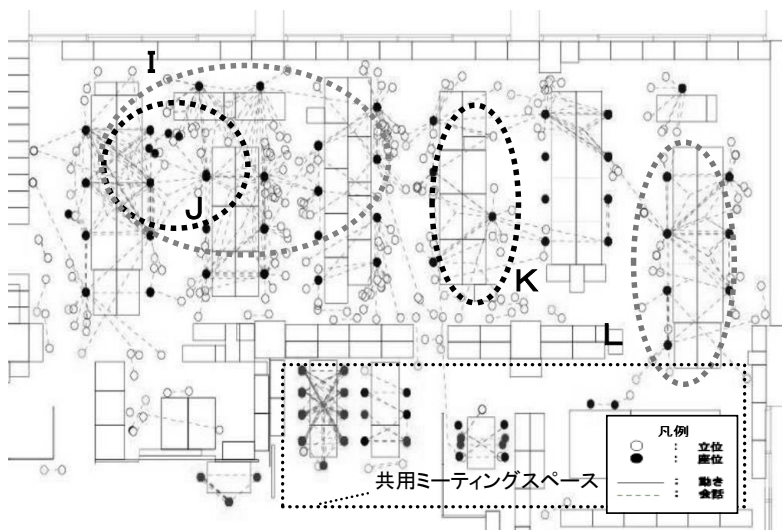 I
J
K
L
共用ミーティングスペース
凡例
○ : 立位
● : 座位
: 動き
: 会話